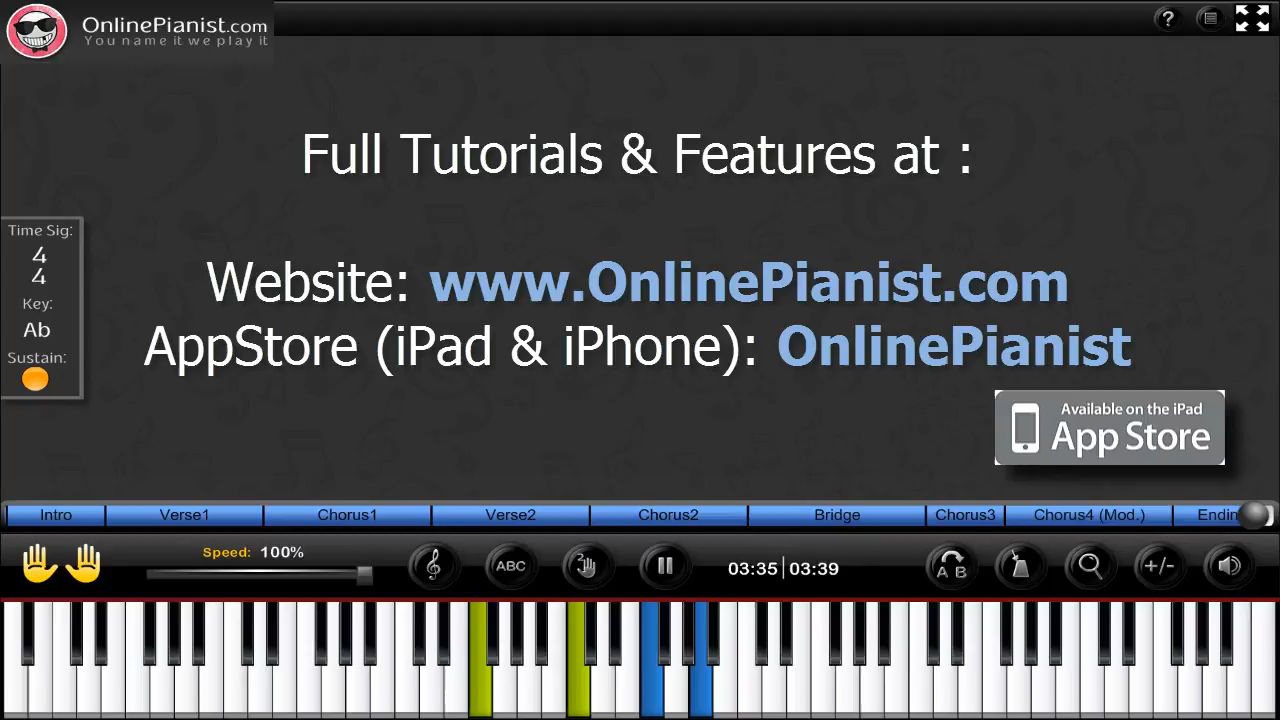 OnlinePianist.com
You name it we play it
?
Full Tutorials & Features at :
Time Sig:
4
4
Key:
Ab
Sustain:
Website: www.OnlinePianist.com
AppStore (iPad & iPhone): OnlinePianist
Available on the iPad
App Store
Intro Verse1 Chorus1 Verse2 Chorus2 Bridge Chorus3 Chorus4 (Mod.) Endin
Speed: 100%
ABC
2
03:35|03:39
A B
+/-